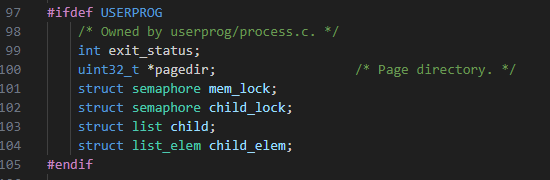 97 #ifdef USERPROG
98 /* Owned by userprog/process.c. */
99 int exit_status;
100 uint32_t *pagedir; /* Page directory. */
101 struct semaphore mem_lock;
102 struct semaphore child_lock;
103 struct list child;
104 struct list_elem child_elem;
105 #endif